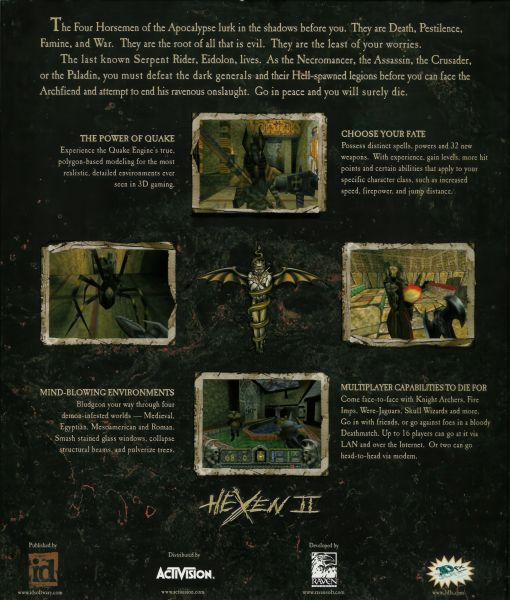 The Four Horsemen of the Apocalypse lurk in the shadows before you. They are Death, Pestilence,
Famine, and War. They are the root of all that is evil. They are the least of your worries.
The last known Serpent Rider, Eidolon, lives. As the Necromancer, the Assassin, the Crusader,
or the Paladin, you must defeat the dark generals and their Hell-spawned legions before you can face the
Archfiend and attempt to end his ravenous onslaught. Go in peace and you will surely die.
THE POWER OF QUAKE
Experience the Quake Engine's true,
polygon-based modeling for the most
realistic, detailed environments ever
seen in 3D gaming.
CHOOSE YOUR FATE
Possess distinct spells, powers and 32 new
weapons. With experience, gain levels, more hit
points and certain abilities that apply to your
specific character class, such as increased
speed, firepower, and jump distance.
MIND-BLOWING ENVIRONMENTS
Bludgeon your way through four
demon-infested worlds — Medieval,
Egyptian, Mesoamerican and Roman.
Smash stained glass windows, collapse
structural beams, and pulverize trees.
MULTIPLAYER CAPABILITIES TO DIE FOR
Come face-to-face with Knight Archers, Fire
Imps, Were-Jaguars, Skull Wizards and more.
Go in with friends, or go against foes in a bloody
Deathmatch. Up to 16 players can go at it via
LAN and over the Internet. Or two can go
head-to-head via modem.
HEXEN II
Published by
id
www.idsoftware.com
Distributed by
ACTIVISION.
www.activision.com
Developed by
RAVEN
www.ravensoft.com